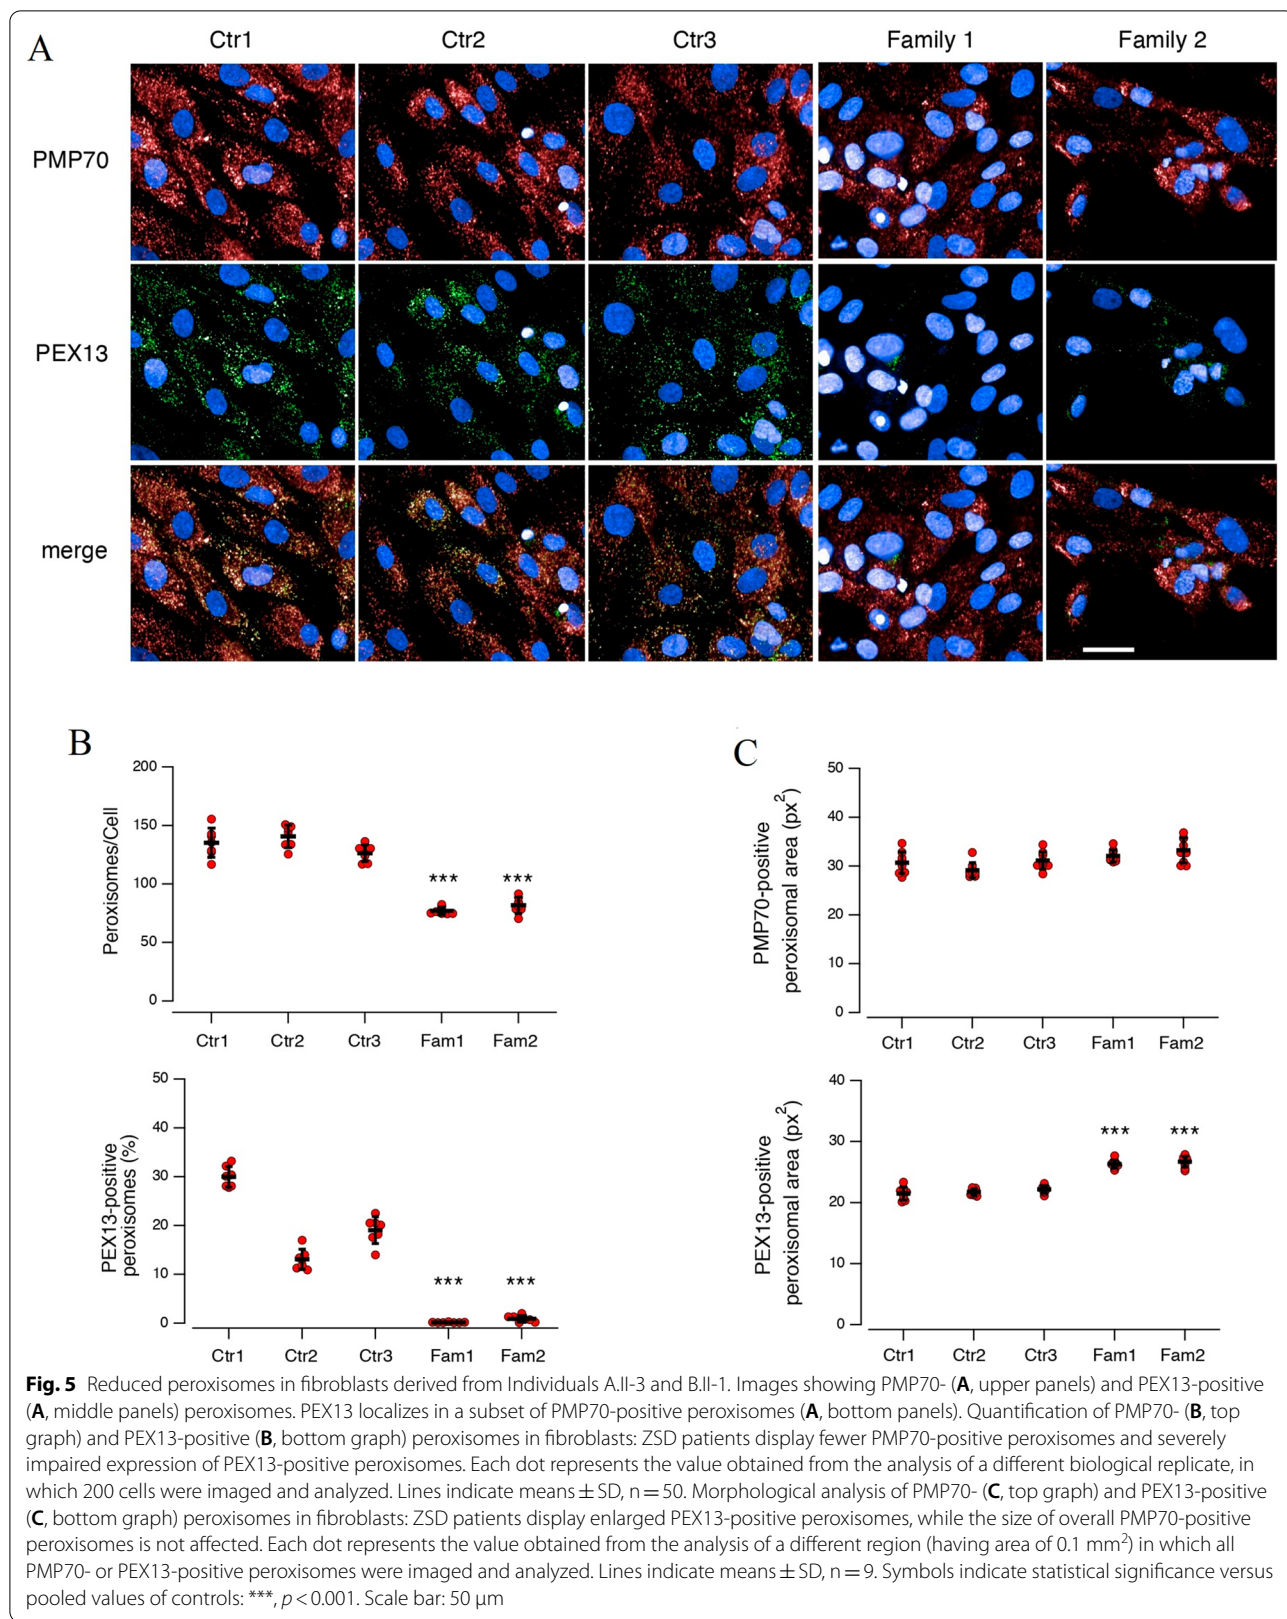 A
Ctr1 Ctr2 Ctr3 Family 1 Family 2
PMP70
PEX13
merge
B
Peroxisomes/Cell
200
150
100
50
0
*** ***
Ctr1 Ctr2 Ctr3 Fam1 Fam2
PEX13-positive
peroxisomes (%)
50
40
30
20
10
0
*** ***
Ctr1 Ctr2 Ctr3 Fam1 Fam2
C
PMP70-positive
peroxisomal area (px²)
50
40
30
20
10
0
Ctr1 Ctr2 Ctr3 Fam1 Fam2
PEX13-positive
peroxisomal area (px²)
40
30
20
10
0
*** ***
Ctr1 Ctr2 Ctr3 Fam1 Fam2
Fig. 5 Reduced peroxisomes in fibroblasts derived from Individuals A.II-3 and B.II-1. Images showing PMP70- (A, upper panels) and PEX13-positive
(A, middle panels) peroxisomes. PEX13 localizes in a subset of PMP70-positive peroxisomes (A, bottom panels). Quantification of PMP70- (B, top
graph) and PEX13-positive (B, bottom graph) peroxisomes in fibroblasts: ZSD patients display fewer PMP70-positive peroxisomes and severely
impaired expression of PEX13-positive peroxisomes. Each dot represents the value obtained from the analysis of a different biological replicate, in
which 200 cells were imaged and analyzed. Lines indicate means ± SD, n = 50. Morphological analysis of PMP70- (C, top graph) and PEX13-positive
(C, bottom graph) peroxisomes in fibroblasts: ZSD patients display enlarged PEX13-positive peroxisomes, while the size of overall PMP70-positive
peroxisomes is not affected. Each dot represents the value obtained from the analysis of a different region (having area of 0.1 mm²) in which all
PMP70- or PEX13-positive peroxisomes were imaged and analyzed. Lines indicate means ± SD, n = 9. Symbols indicate statistical significance versus
pooled values of controls: ***, p < 0.001. Scale bar: 50 μm